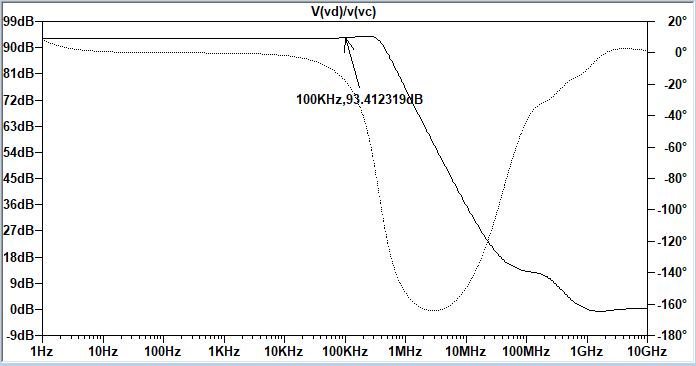 V(vd)/v(vc)
99dB
90dB
81dB
72dB
63dB
54dB
45dB
36dB
27dB
18dB
9dB
0dB
-9dB
100KHz,93.412319dB
20°
0°
-20°
-40°
-60°
-80°
-100°
-120°
-140°
-160°
-180°
1Hz 10Hz 100Hz 1KHz 10KHz 100KHz 1MHz 10MHz 100MHz 1GHz 10GHz